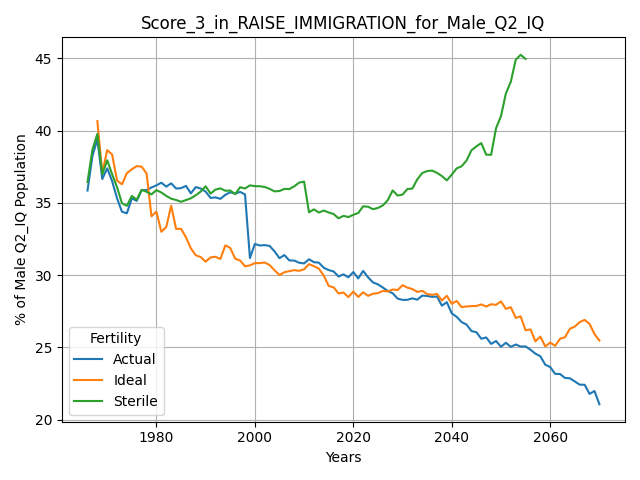 Score_3_in_RAISE_IMMIGRATION_for_Male_Q2_IQ
% of Male Q2_IQ Population
45
40
35
30
25
20
Fertility
Actual
Ideal
Sterile
1980
2000
2020
2040
2060
Years